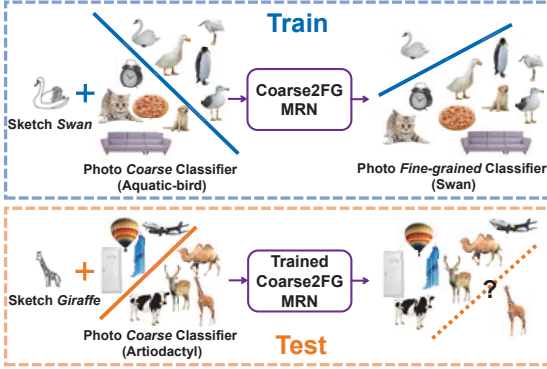 Train
Sketch Swan
+
Photo Coarse Classifier
(Aquatic-bird)
Coarse2FG
MRN
Photo Fine-grained Classifier
(Swan)
Sketch Giraffe
+
Photo Coarse Classifier
(Artiodactyl)
Trained
Coarse2FG
MRN
?
Test